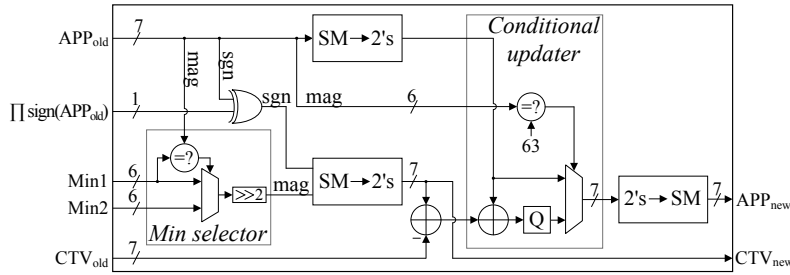 Conditional
updater
7
APP_old
SM→2's
mag
sgn
sgn
mag
6
=?
∏ sign(APP_old)
1
63
=?
Min1
6
SM→2's
7
7
2's→SM
7
APP_new
>>2
mag
Min2
6
Q
Min selector
−
CTV_old
7
CTV_new